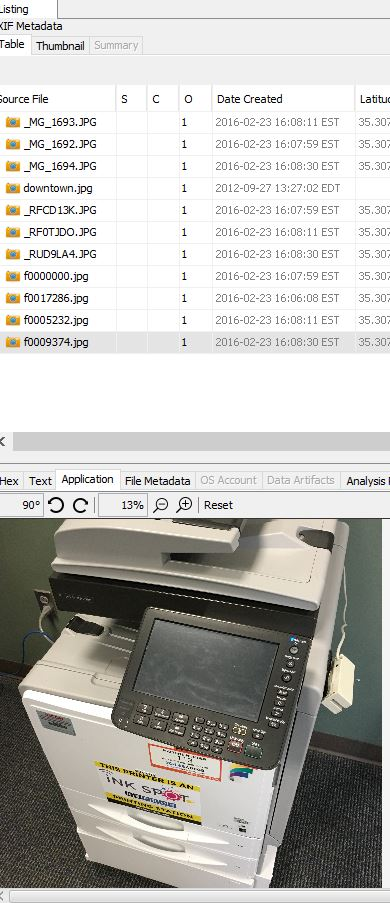 Listing
XIF Metadata
Table Thumbnail Summary
Source File S C O Date Created Latitud
_MG_1693.JPG 1 2016-02-23 16:08:11 EST 35.307
_MG_1692.JPG 1 2016-02-23 16:07:59 EST 35.307
_MG_1694.JPG 1 2016-02-23 16:08:30 EST 35.307
downtown.jpg 1 2012-09-27 13:27:02 EDT
_RFCD13K.JPG 1 2016-02-23 16:07:59 EST 35.307
_RF0TJDO.JPG 1 2016-02-23 16:08:11 EST 35.307
_RUD9LA4.JPG 1 2016-02-23 16:08:30 EST 35.307
f0000000.jpg 1 2016-02-23 16:07:59 EST 35.307
f0017286.jpg 1 2016-02-23 16:06:08 EST 35.307
f0005232.jpg 1 2016-02-23 16:08:11 EST 35.307
f0009374.jpg 1 2016-02-23 16:08:30 EST 35.307
Hex Text Application File Metadata OS Account Data Artifacts Analysis
90° 13% Reset
THIS PRINTER IS AN
INK SPOT
PRINTING STATION